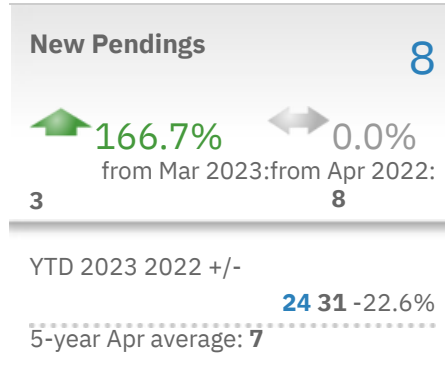 New Pendings 8
166.7% 0.0%
from Mar 2023:from Apr 2022:
3 8
YTD 2023 2022 +/-
24 31 -22.6%
5-year Apr average: 7